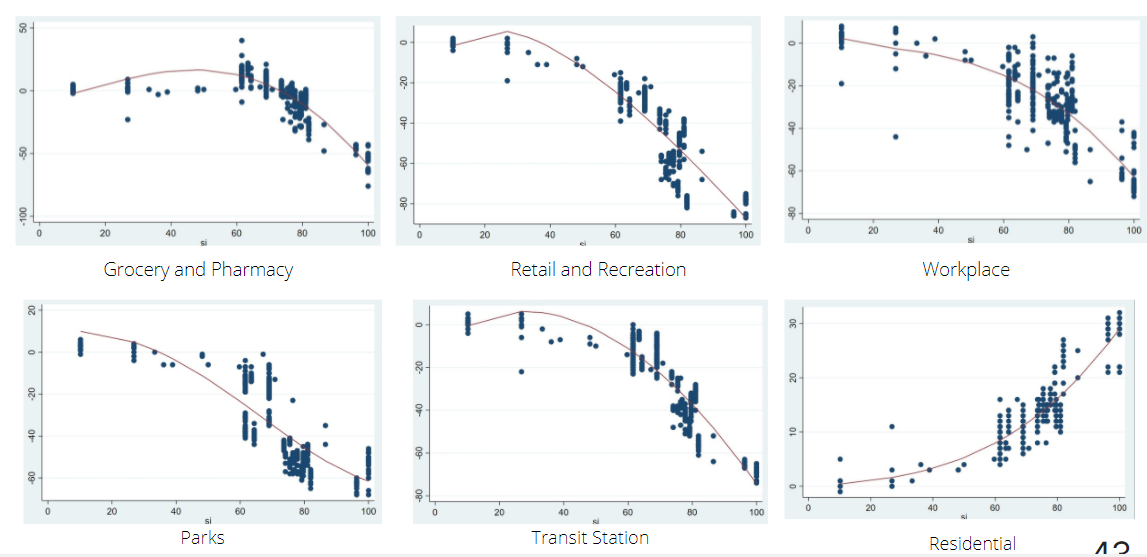 50
0
-50
-100
0 20 40 60 80 100
si
Grocery and Pharmacy
0
-20
-40
-60
-80
0 20 40 60 80 100
si
Retail and Recreation
0
-20
-40
-60
-80
0 20 40 60 80 100
si
Workplace
20
0
-20
-40
-60
0 20 40 60 80 100
si
Parks
0
-20
-40
-60
-80
0 20 40 60 80 100
si
Transit Station
30
20
10
0
0 20 40 60 80 100
si
Residential